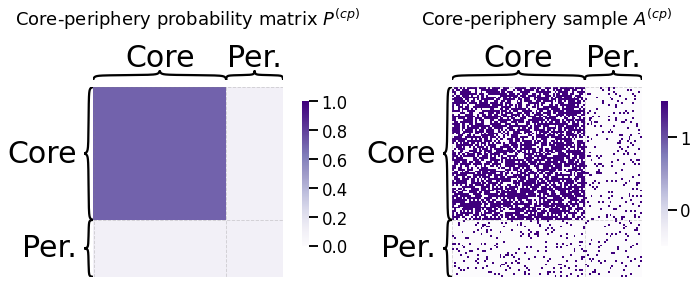 Core-periphery probability matrix P^(cp)
Core Per.
Core
Per.
1.0
0.8
0.6
0.4
0.2
0.0
Core-periphery sample A^(cp)
Core Per.
Core
Per.
1
0